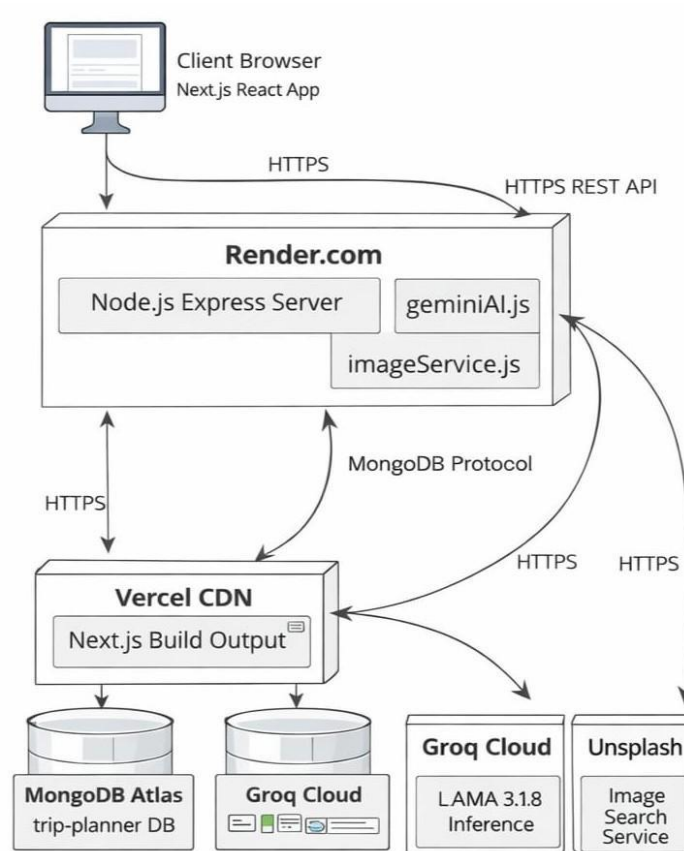 Client Browser
Next.js React App
HTTPS
HTTPS REST API
Render.com
Node.js Express Server
geminiAI.js
imageService.js
MongoDB Protocol
HTTPS
HTTPS
HTTPS
Vercel CDN
Next.js Build Output
MongoDB Atlas
trip-planner DB
Groq Cloud
Groq Cloud
LAMA 3.1.8
Inference
Unsplash
Image
Search
Service